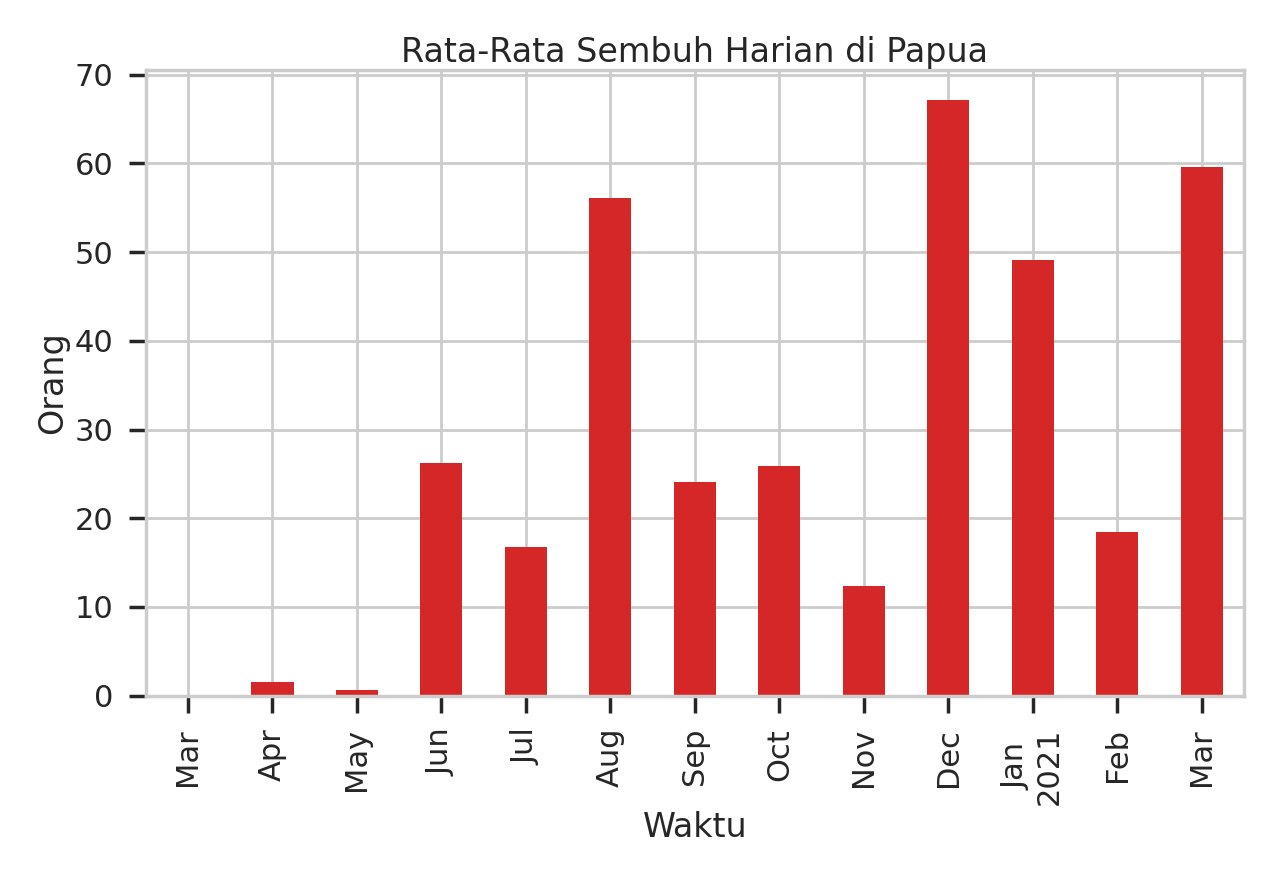 Rata-Rata Sembuh Harian di Papua
70
60
50
40
30
20
10
0
Orang
Mar
Apr
May
Jun
Jul
Aug
Sep
Oct
Nov
Dec
Jan
2021
Feb
Mar
Waktu